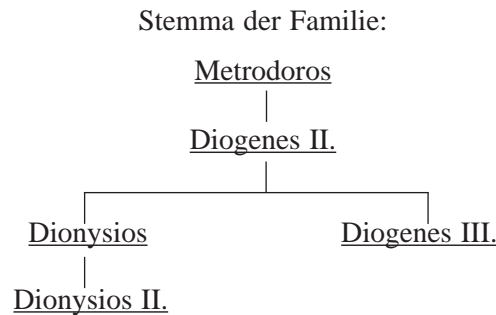 Stemma der Familie:
Metrodoros
Diogenes II.
Dionysios Diogenes III.
Dionysios II.